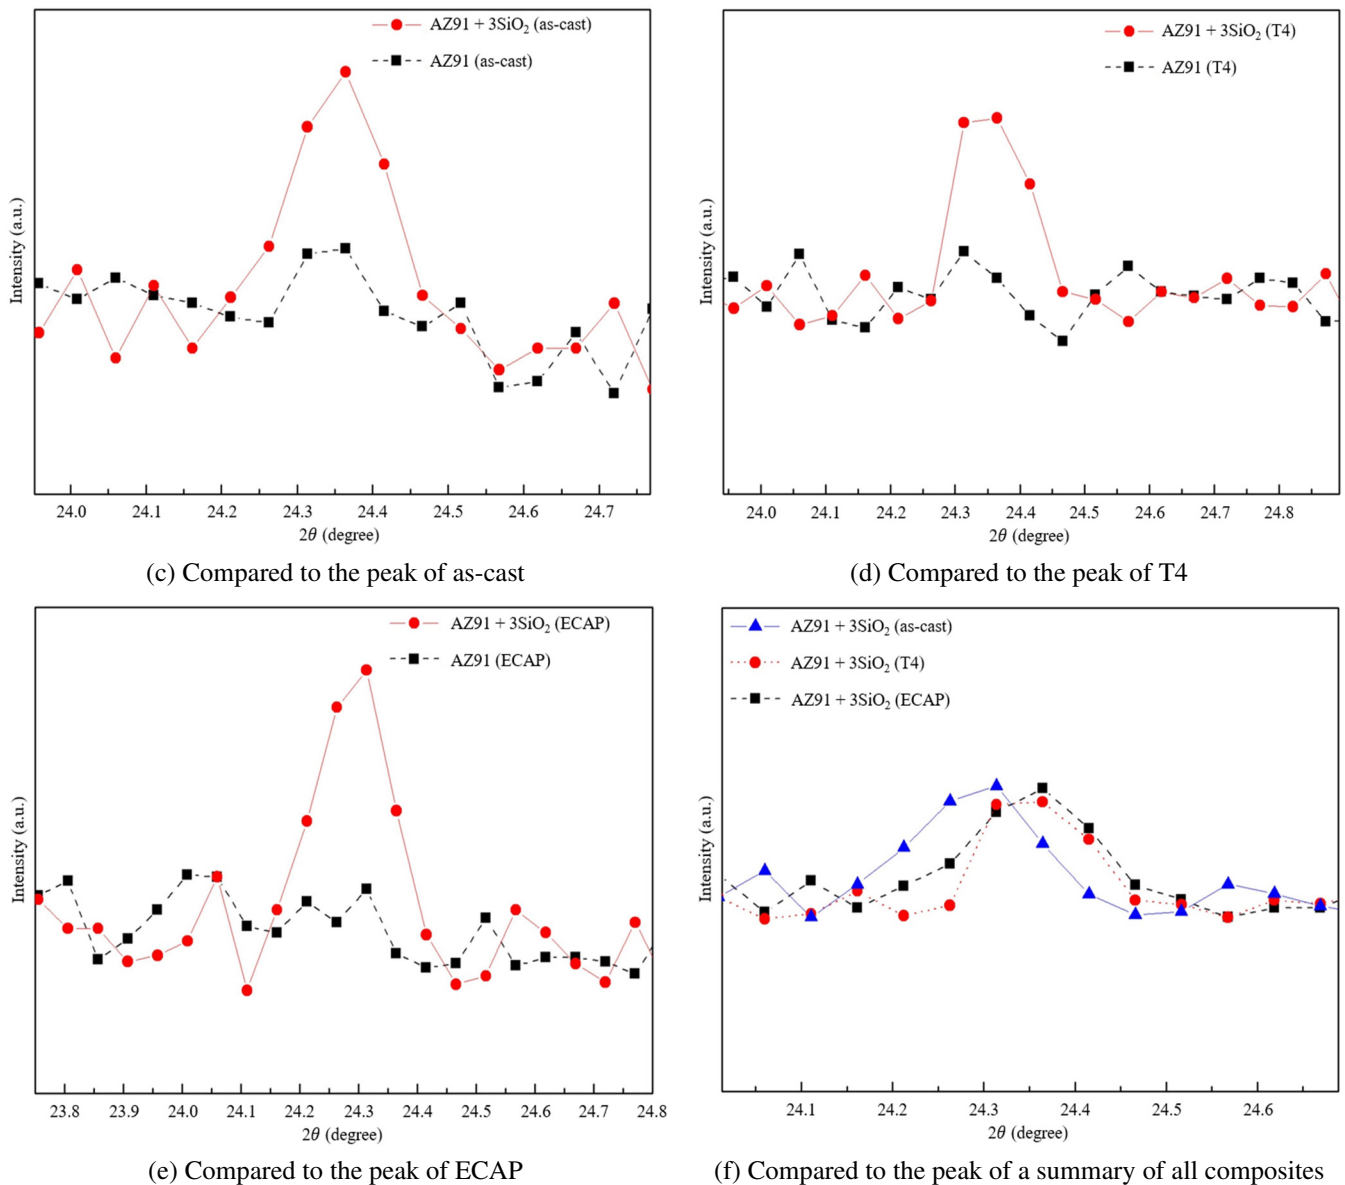 AZ91 + 3SiO₂ (as-cast)
AZ91 (as-cast)
Intensity (a.u.)
24.0 24.1 24.2 24.3 24.4 24.5 24.6 24.7
2θ (degree)
(c) Compared to the peak of as-cast
AZ91 + 3SiO₂ (T4)
AZ91 (T4)
Intensity (a.u.)
24.0 24.1 24.2 24.3 24.4 24.5 24.6 24.7 24.8
2θ (degree)
(d) Compared to the peak of T4
AZ91 + 3SiO₂ (ECAP)
AZ91 (ECAP)
Intensity (a.u.)
23.8 23.9 24.0 24.1 24.2 24.3 24.4 24.5 24.6 24.7 24.8
2θ (degree)
(e) Compared to the peak of ECAP
AZ91 + 3SiO₂ (as-cast)
AZ91 + 3SiO₂ (T4)
AZ91 + 3SiO₂ (ECAP)
Intensity (a.u.)
24.1 24.2 24.3 24.4 24.5 24.6
2θ (degree)
(f) Compared to the peak of a summary of all composites